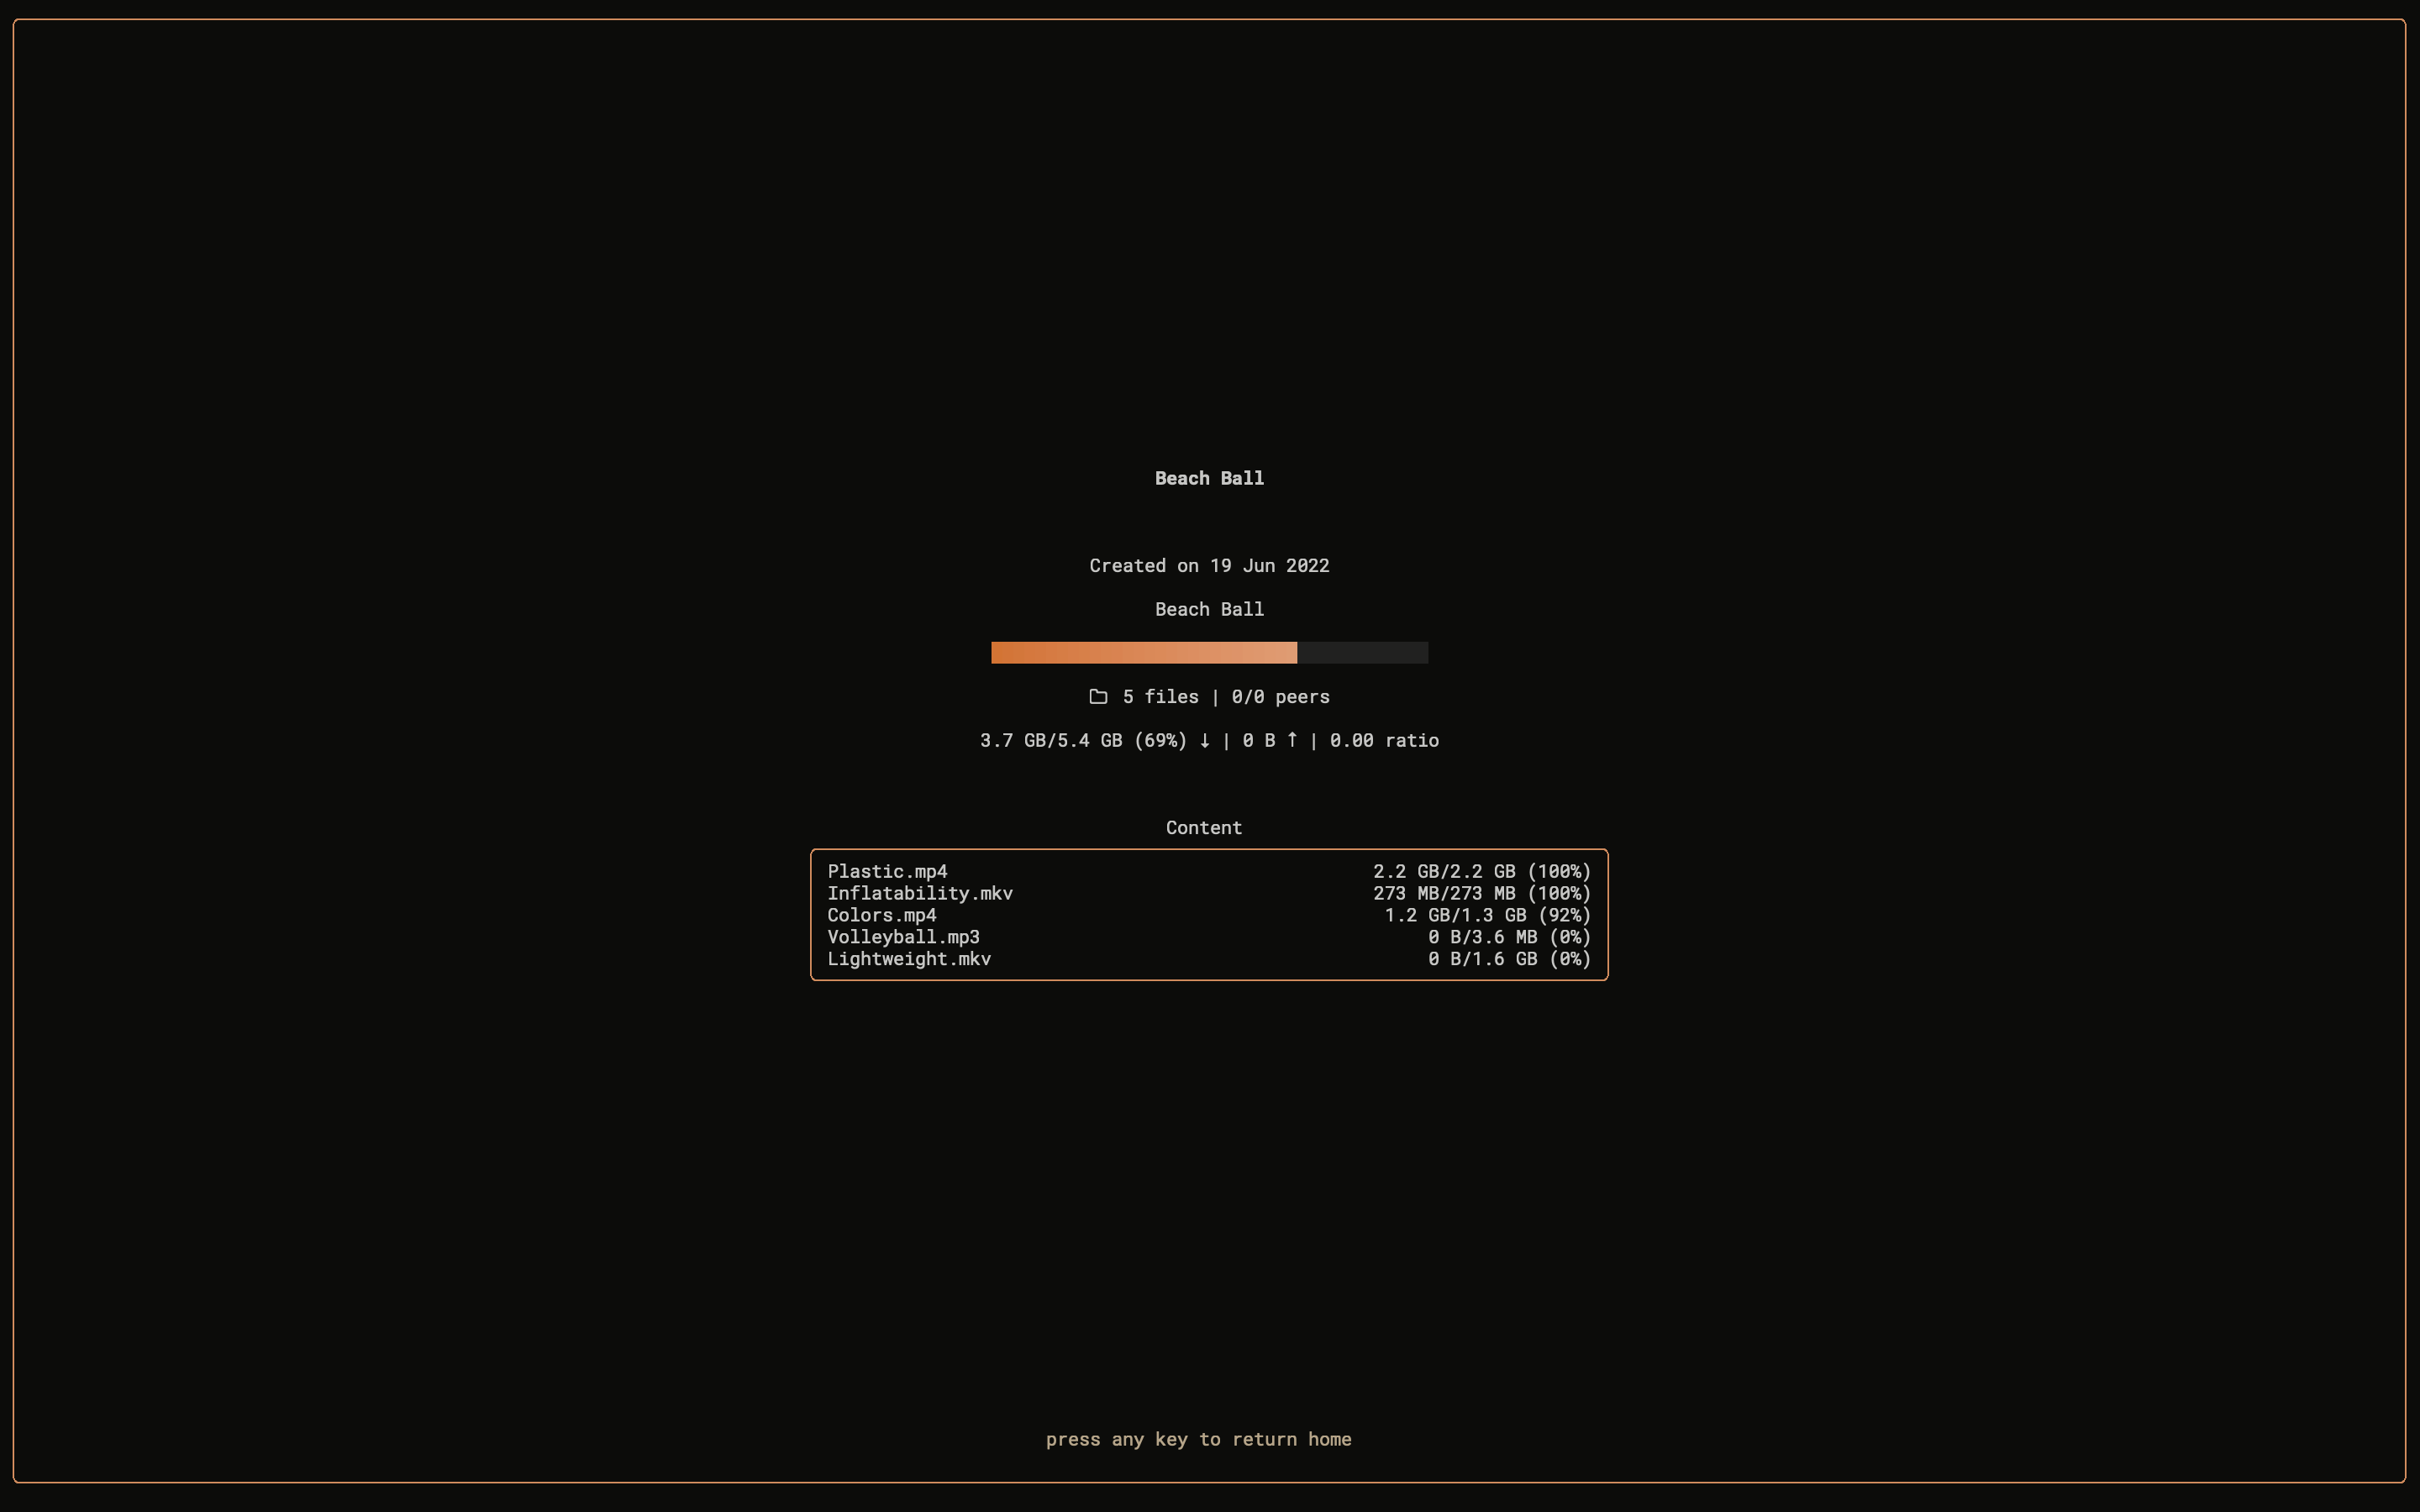 Beach Ball
Created on 19 Jun 2022
Beach Ball
5 files | 0/0 peers
3.7 GB/5.4 GB (69%) ↓ | 0 B ↑ | 0.00 ratio
Content
Plastic.mp4 2.2 GB/2.2 GB (100%)
Inflatability.mkv 273 MB/273 MB (100%)
Colors.mp4 1.2 GB/1.3 GB (92%)
Volleyball.mp3 0 B/3.6 MB (0%)
Lightweight.mkv 0 B/1.6 GB (0%)
press any key to return home